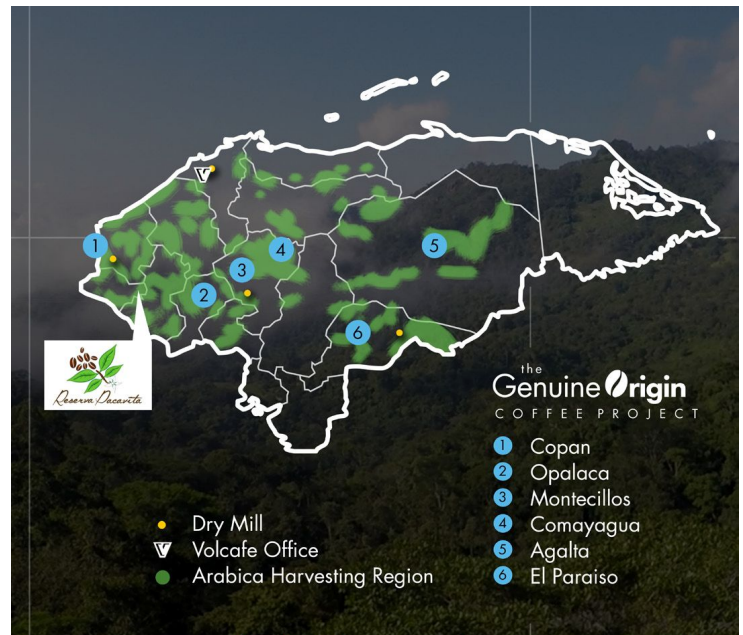 1
2
3
4
5
6
Reserva Pacavita
the
Genuine Origin
COFFEE PROJECT
1 Copan
2 Opalaca
3 Montecillos
4 Comayagua
5 Agalta
6 El Paraiso
Dry Mill
V Volcafe Office
Arabica Harvesting Region